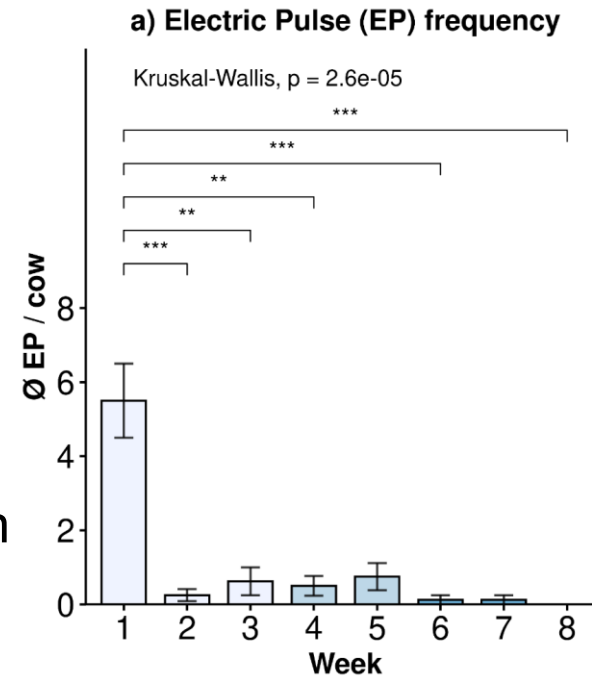 a) Electric Pulse (EP) frequency
Kruskal-Wallis, p = 2.6e-05
***
***
**
**
***
Ø EP / cow
8
6
4
2
0
n
1 2 3 4 5 6 7 8
Week